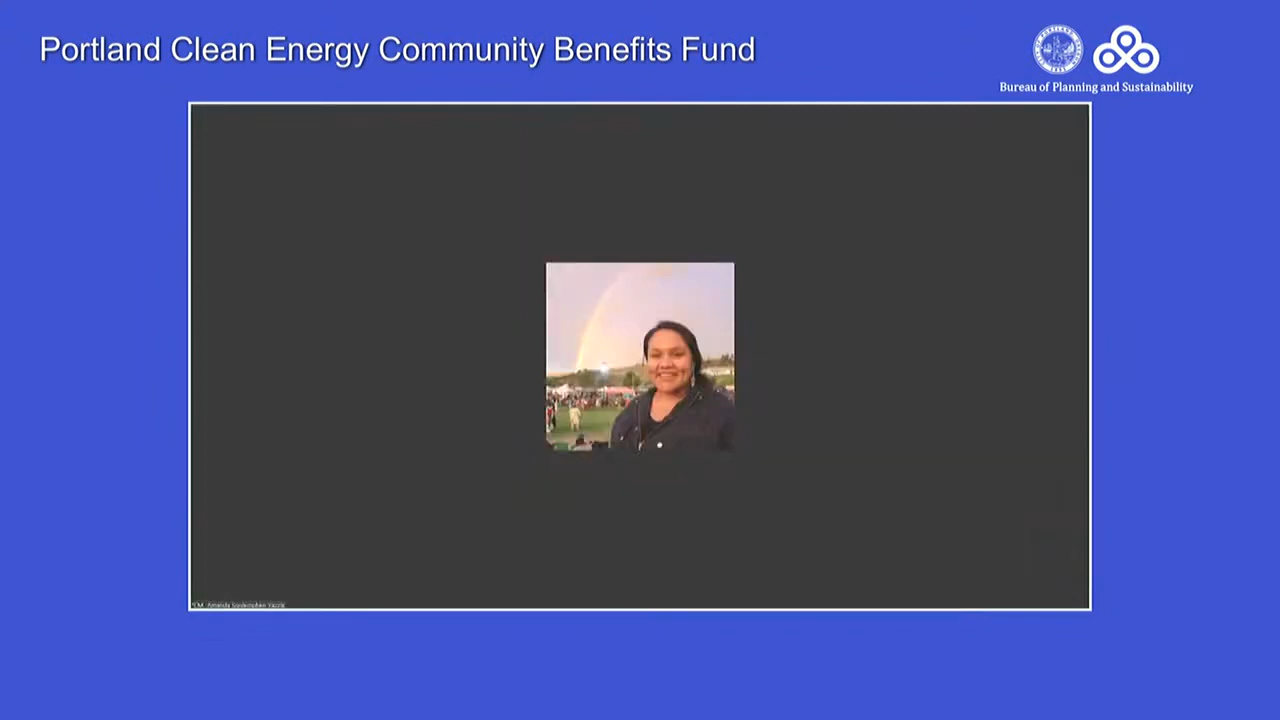 Portland Clean Energy Community Benefits Fund
Bureau of Planning and Sustainability